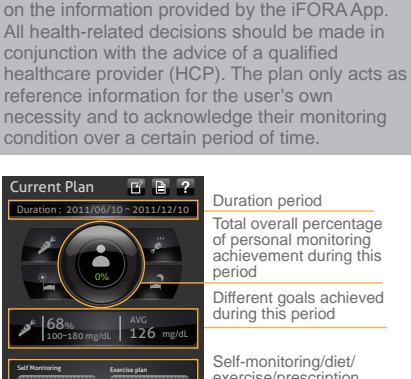 on the information provided by the iFORA App.
All health-related decisions should be made in
conjunction with the advice of a qualified
healthcare provider (HCP). The plan only acts as
reference information for the user's own
necessity and to acknowledge their monitoring
condition over a certain period of time.
Current Plan ?
Duration : 2011/06/10 ~ 2011/12/10
0%
68% AVG
100~180 mg/dL 126 mg/dL
Self Monitoring Exercise plan
Duration period
Total overall percentage
of personal monitoring
achievement during this
period
Different goals achieved
during this period
Self-monitoring/diet/
exercise/prescription